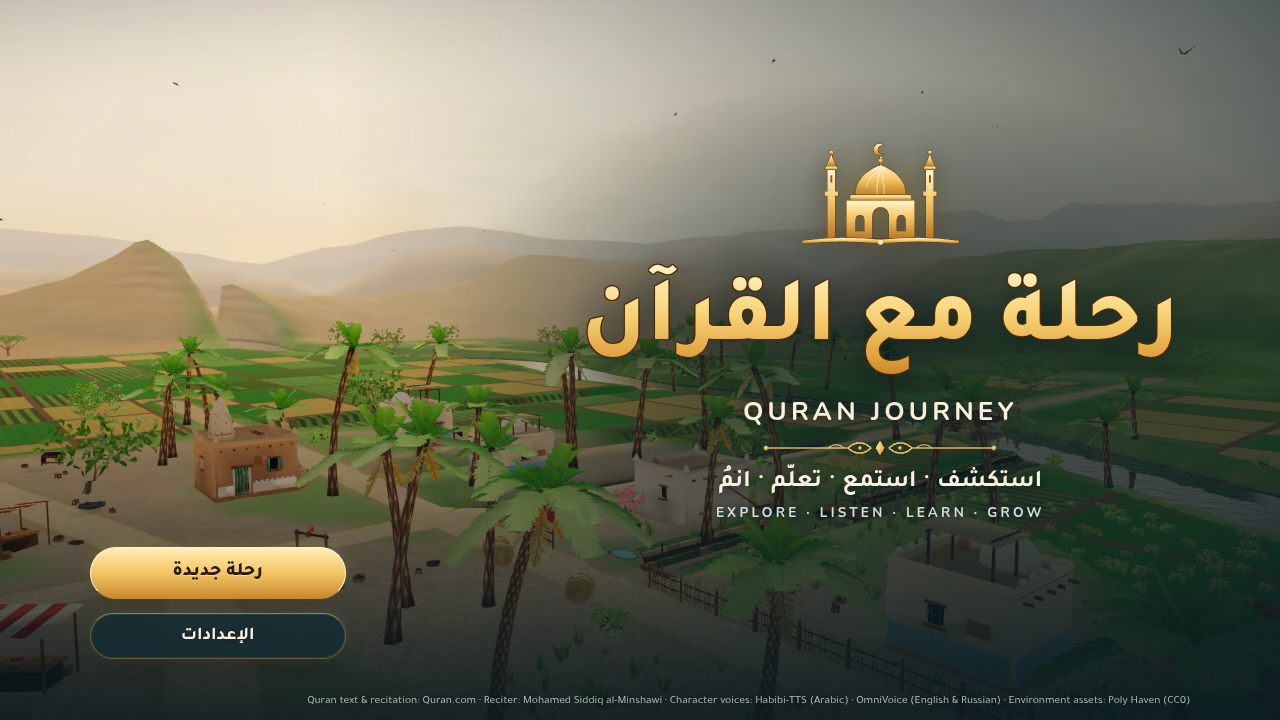 رحلة مع القرآن
QURAN JOURNEY
استكشف · استمع · تعلّم · انمُ
EXPLORE · LISTEN · LEARN · GROW
رحلة جديدة
الإعدادات
Quran text & recitation: Quran.com · Reciter: Mohamed Siddiq al-Minshawi · Character voices: Habibi-TTS (Arabic) · OmniVoice (English & Russian) · Environment assets: Poly Haven (CC0)